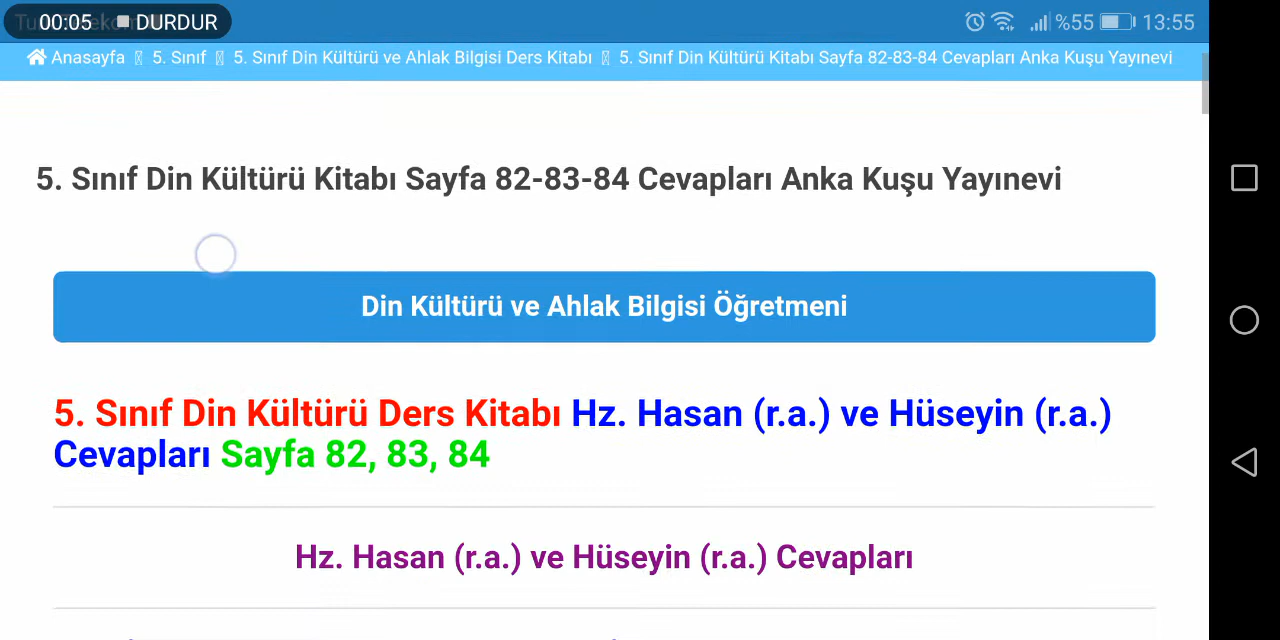 00:05 DURDUR %55 13:55
Anasayfa 5. Sınıf 5. Sınıf Din Kültürü ve Ahlak Bilgisi Ders Kitabı 5. Sınıf Din Kültürü Kitabı Sayfa 82-83-84 Cevapları Anka Kuşu Yayınevi
5. Sınıf Din Kültürü Kitabı Sayfa 82-83-84 Cevapları Anka Kuşu Yayınevi
Din Kültürü ve Ahlak Bilgisi Öğretmeni
5. Sınıf Din Kültürü Ders Kitabı Hz. Hasan (r.a.) ve Hüseyin (r.a.)
Cevapları Sayfa 82, 83, 84
Hz. Hasan (r.a.) ve Hüseyin (r.a.) Cevapları